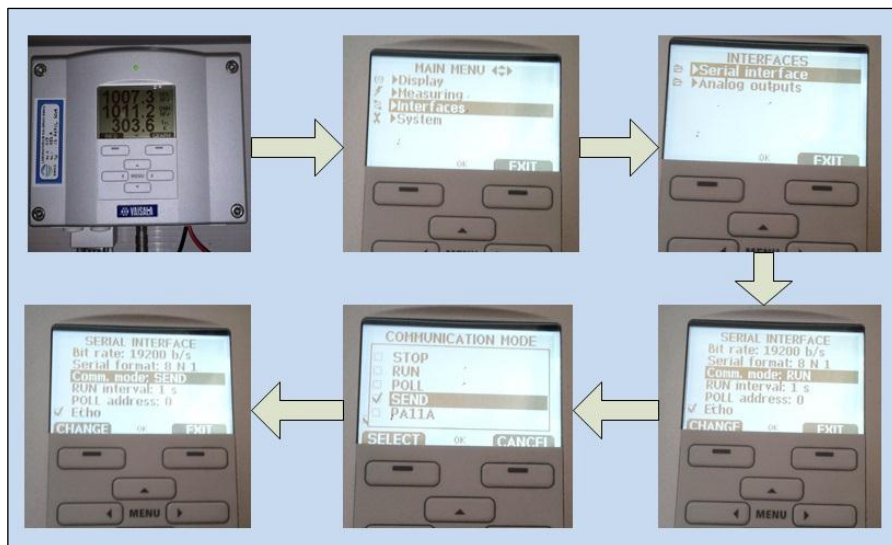 1007.3
1011.2
303.6
GRAPH
MENU
VAISALA
MAIN MENU
Display
Measuring
Interfaces
System
OK
EXIT
INTERFACES
Serial interface
Analog outputs
OK
EXIT
MENU
SERIAL INTERFACE
Bit rate: 19200 b/s
Serial format: 8 N 1
Comm. mode: RUN
RUN interval: 1 s
POLL address: 0
Echo
CHANGE OK EXIT
MENU
COMMUNICATION MODE
STOP
RUN
POLL
SEND
PA11A
SELECT OK CANCEL
SERIAL INTERFACE
Bit rate: 19200 b/s
Serial format: 8 N 1
Comm. mode: SEND
RUN interval: 1 s
POLL address: 0
Echo
CHANGE OK EXIT
MENU